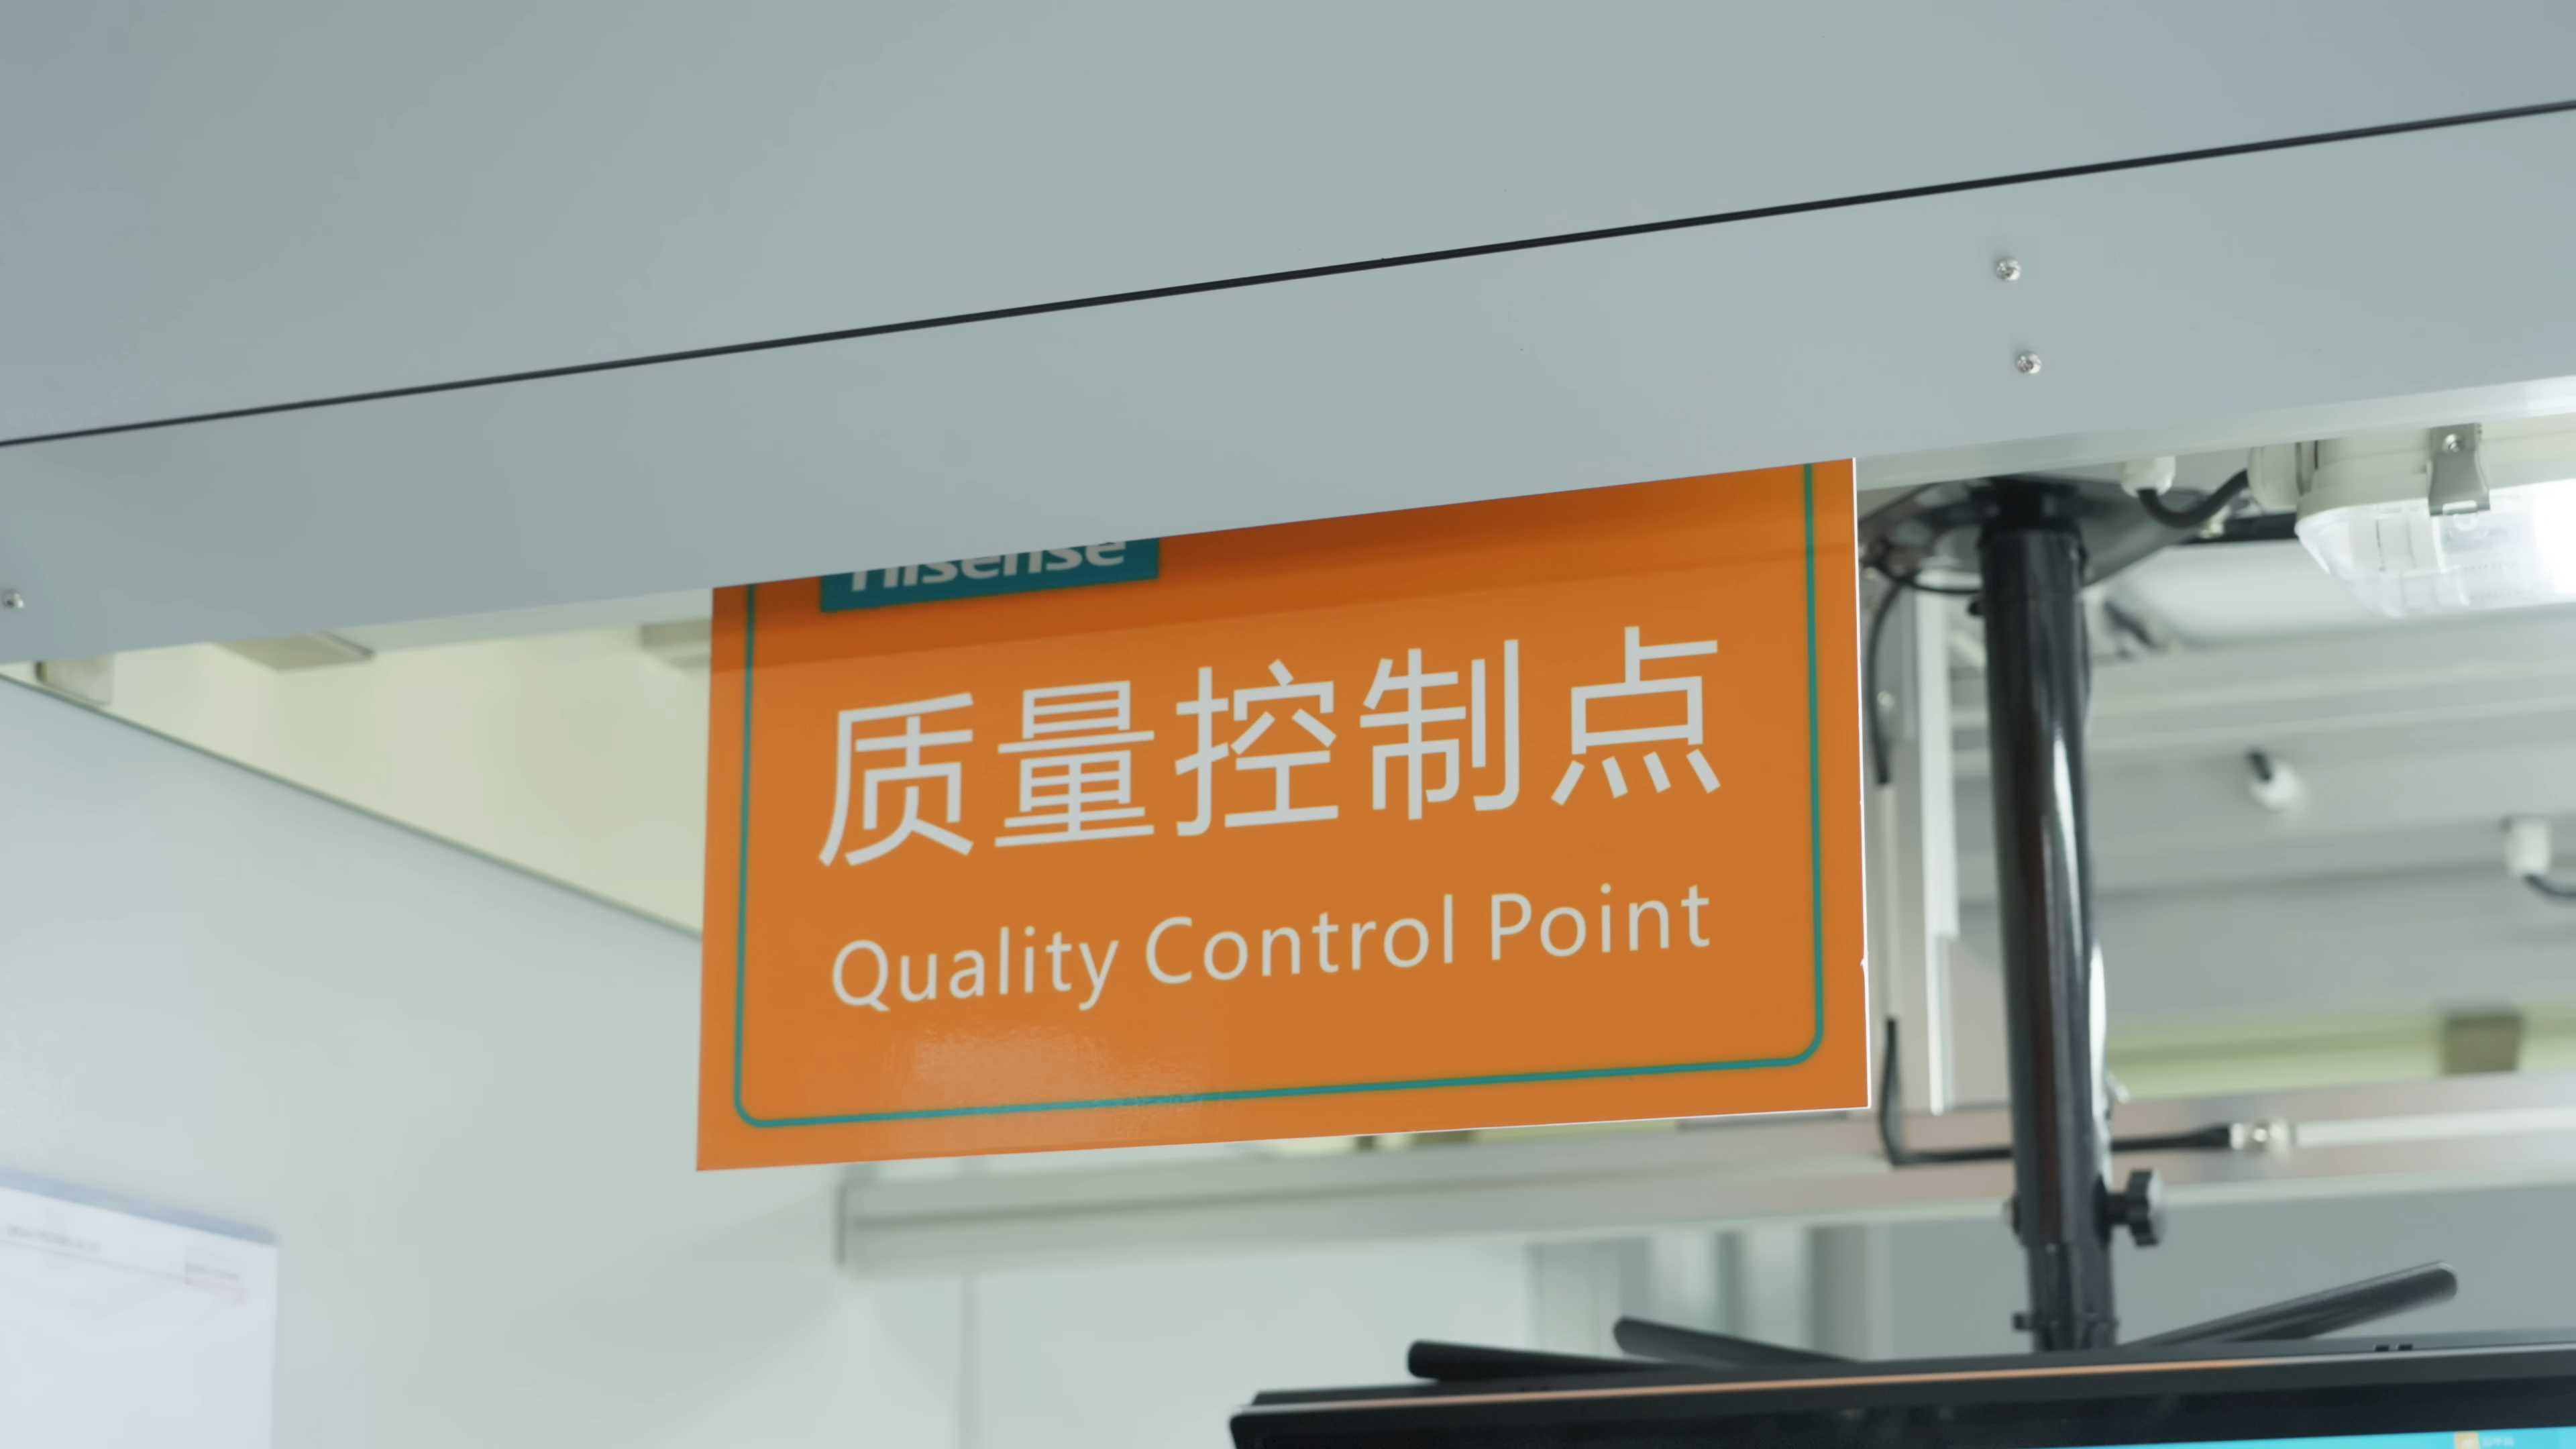 Hisense
质量控制点
Quality Control Point